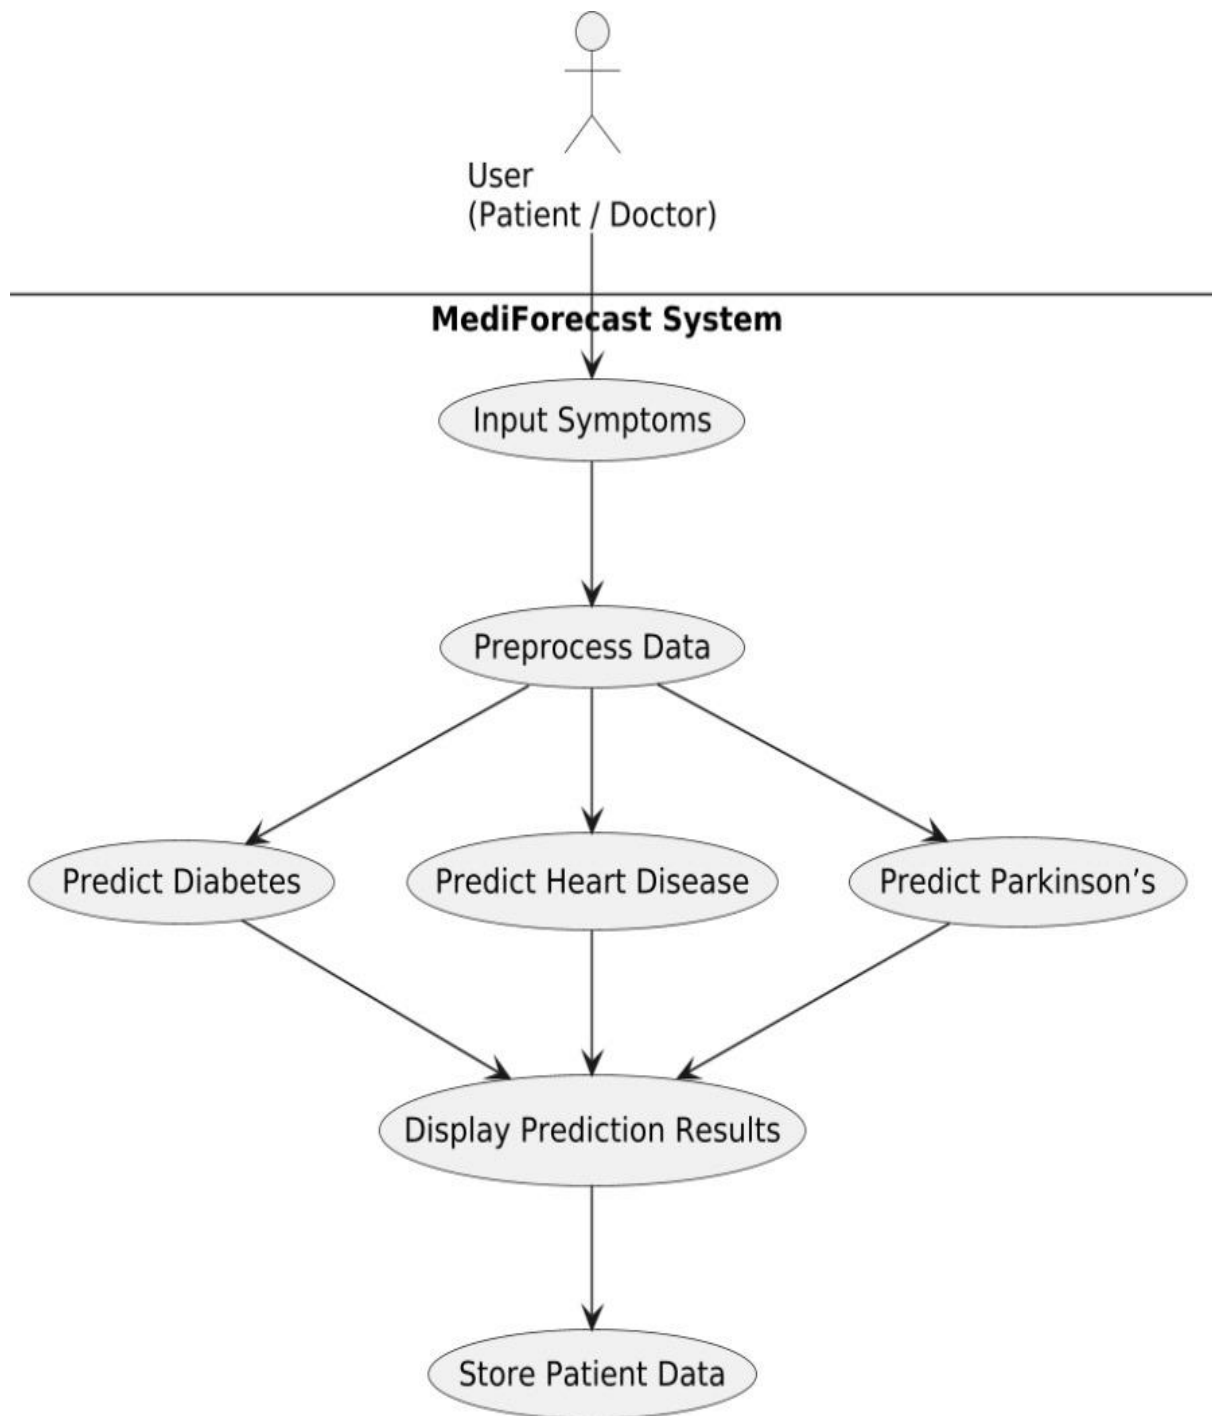 User
(Patient / Doctor)
MediForecast System
Input Symptoms
Preprocess Data
Predict Diabetes
Predict Heart Disease
Predict Parkinson’s
Display Prediction Results
Store Patient Data